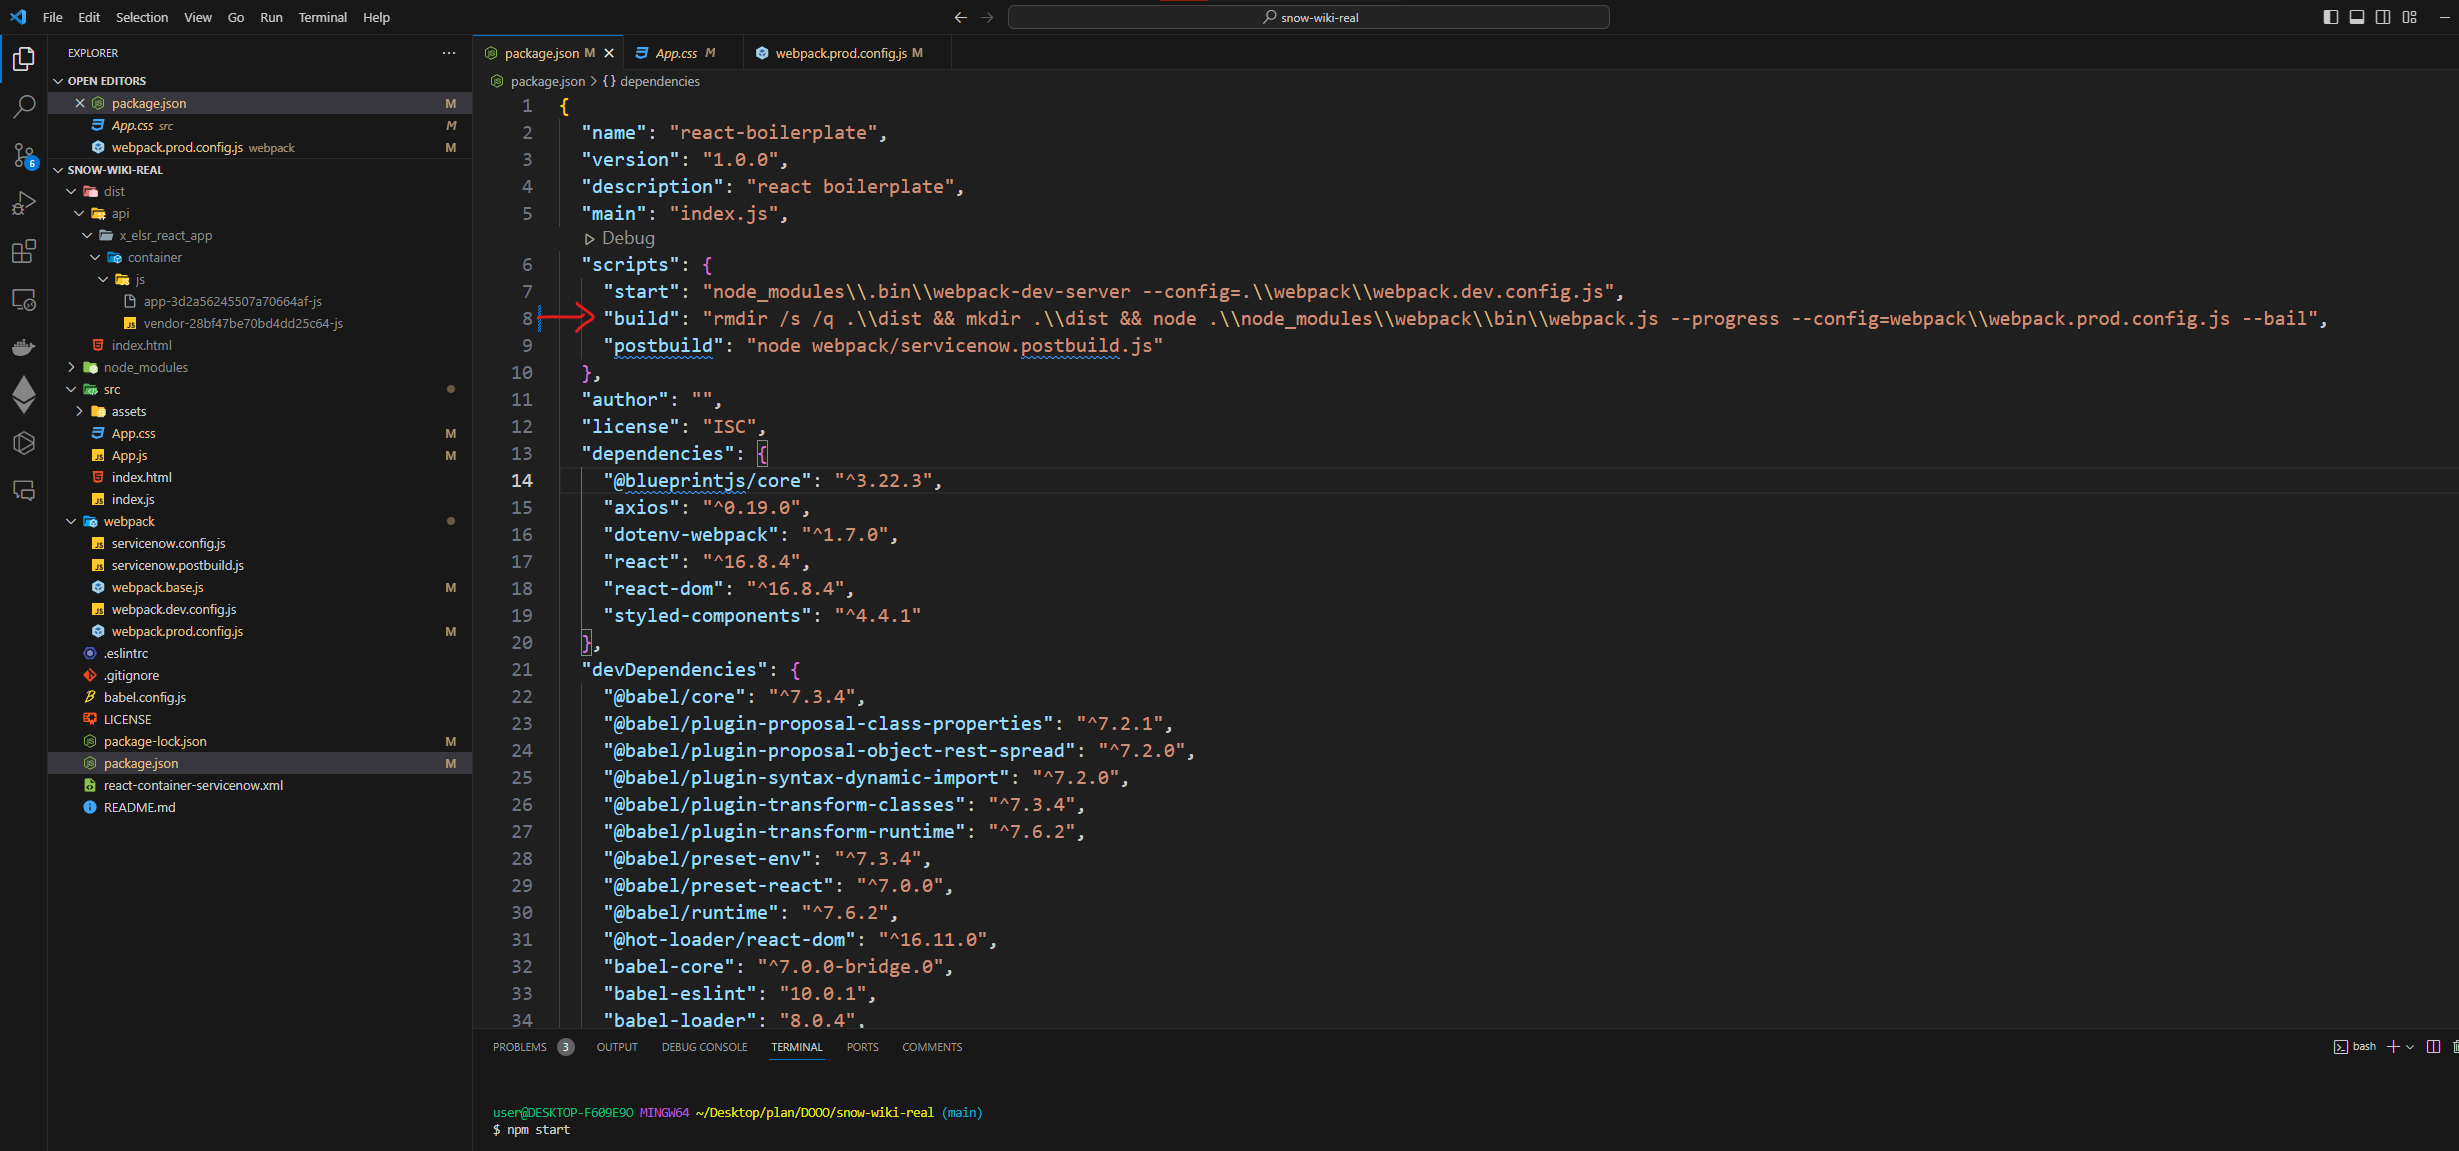 File Edit Selection View Go Run Terminal Help
snow-wiki-real
EXPLORER
OPEN EDITORS
package.json M
App.css src M
webpack.prod.config.js webpack M
6
SNOW-WIKI-REAL
dist
api
x_elsr_react_app
container
js
app-3d2a56245507a70664af-js
vendor-28bf47be70bd4dd25c64-js
index.html
node_modules
src
assets
App.css M
App.js M
index.html
index.js
webpack
servicenow.config.js
servicenow.postbuild.js
webpack.base.js M
webpack.dev.config.js
webpack.prod.config.js M
.eslintrc
.gitignore
babel.config.js
LICENSE
package-lock.json M
package.json M
react-container-servicenow.xml
README.md
package.json M App.css M webpack.prod.config.js M
package.json > {} dependencies
1 {
2 "name": "react-boilerplate",
3 "version": "1.0.0",
4 "description": "react boilerplate",
5 "main": "index.js",
Debug
6 "scripts": {
7 "start": "node_modules\\.bin\\webpack-dev-server --config=.\\webpack\\webpack.dev.config.js",
8 "build": "rmdir /s /q .\\dist && mkdir .\\dist && node .\\node_modules\\webpack\\bin\\webpack.js --progress --config=webpack\\webpack.prod.config.js --bail",
9 "postbuild": "node webpack/servicenow.postbuild.js"
10 },
11 "author": "",
12 "license": "ISC",
13 "dependencies": {
14 "@blueprintjs/core": "^3.22.3",
15 "axios": "^0.19.0",
16 "dotenv-webpack": "^1.7.0",
17 "react": "^16.8.4",
18 "react-dom": "^16.8.4",
19 "styled-components": "^4.4.1"
20 },
21 "devDependencies": {
22 "@babel/core": "^7.3.4",
23 "@babel/plugin-proposal-class-properties": "^7.2.1",
24 "@babel/plugin-proposal-object-rest-spread": "^7.2.0",
25 "@babel/plugin-syntax-dynamic-import": "^7.2.0",
26 "@babel/plugin-transform-classes": "^7.3.4",
27 "@babel/plugin-transform-runtime": "^7.6.2",
28 "@babel/preset-env": "^7.3.4",
29 "@babel/preset-react": "^7.0.0",
30 "@babel/runtime": "^7.6.2",
31 "@hot-loader/react-dom": "^16.11.0",
32 "babel-core": "^7.0.0-bridge.0",
33 "babel-eslint": "10.0.1",
34 "babel-loader": "8.0.4",
PROBLEMS 3 OUTPUT DEBUG CONSOLE TERMINAL PORTS COMMENTS
bash
user@DESKTOP-F609E9O MINGW64 ~/Desktop/plan/DOOO/snow-wiki-real (main)
$ npm start